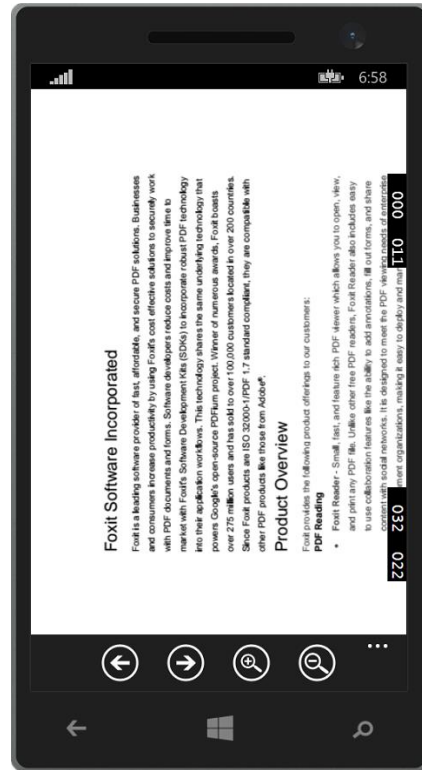 6:58
Foxit Software Incorporated
Foxit is a leading software provider of fast, affordable, and secure PDF solutions. Businesses
and consumers increase productivity by using Foxit's cost effective solutions to securely work
with PDF documents and forms. Software developers reduce costs and improve time to
market with Foxit's Software Development Kits (SDKs) to incorporate robust PDF technology
into their application workflows. This technology shares the same underlying technology that
powers Google's open-source PDFium project. Winner of numerous awards, Foxit boasts
over 275 million users and has sold to over 100,000 customers located in over 200 countries.
Since Foxit products are ISO 32000-1/PDF 1.7 standard compliant, they are compatible with
other PDF products like those from Adobe®.
Product Overview
Foxit provides the following product offerings to our customers:
PDF Reading
• Foxit Reader - Small, fast, and feature rich PDF viewer which allows you to open, view,
and print any PDF file. Unlike other free PDF readers, Foxit Reader also includes easy
to use collaboration features like the ability to add annotations, fill out forms, and share
content with social networks. It is designed to meet the PDF viewing needs of enterprise
ment organizations, making it easy to deploy and
000 011 032 022